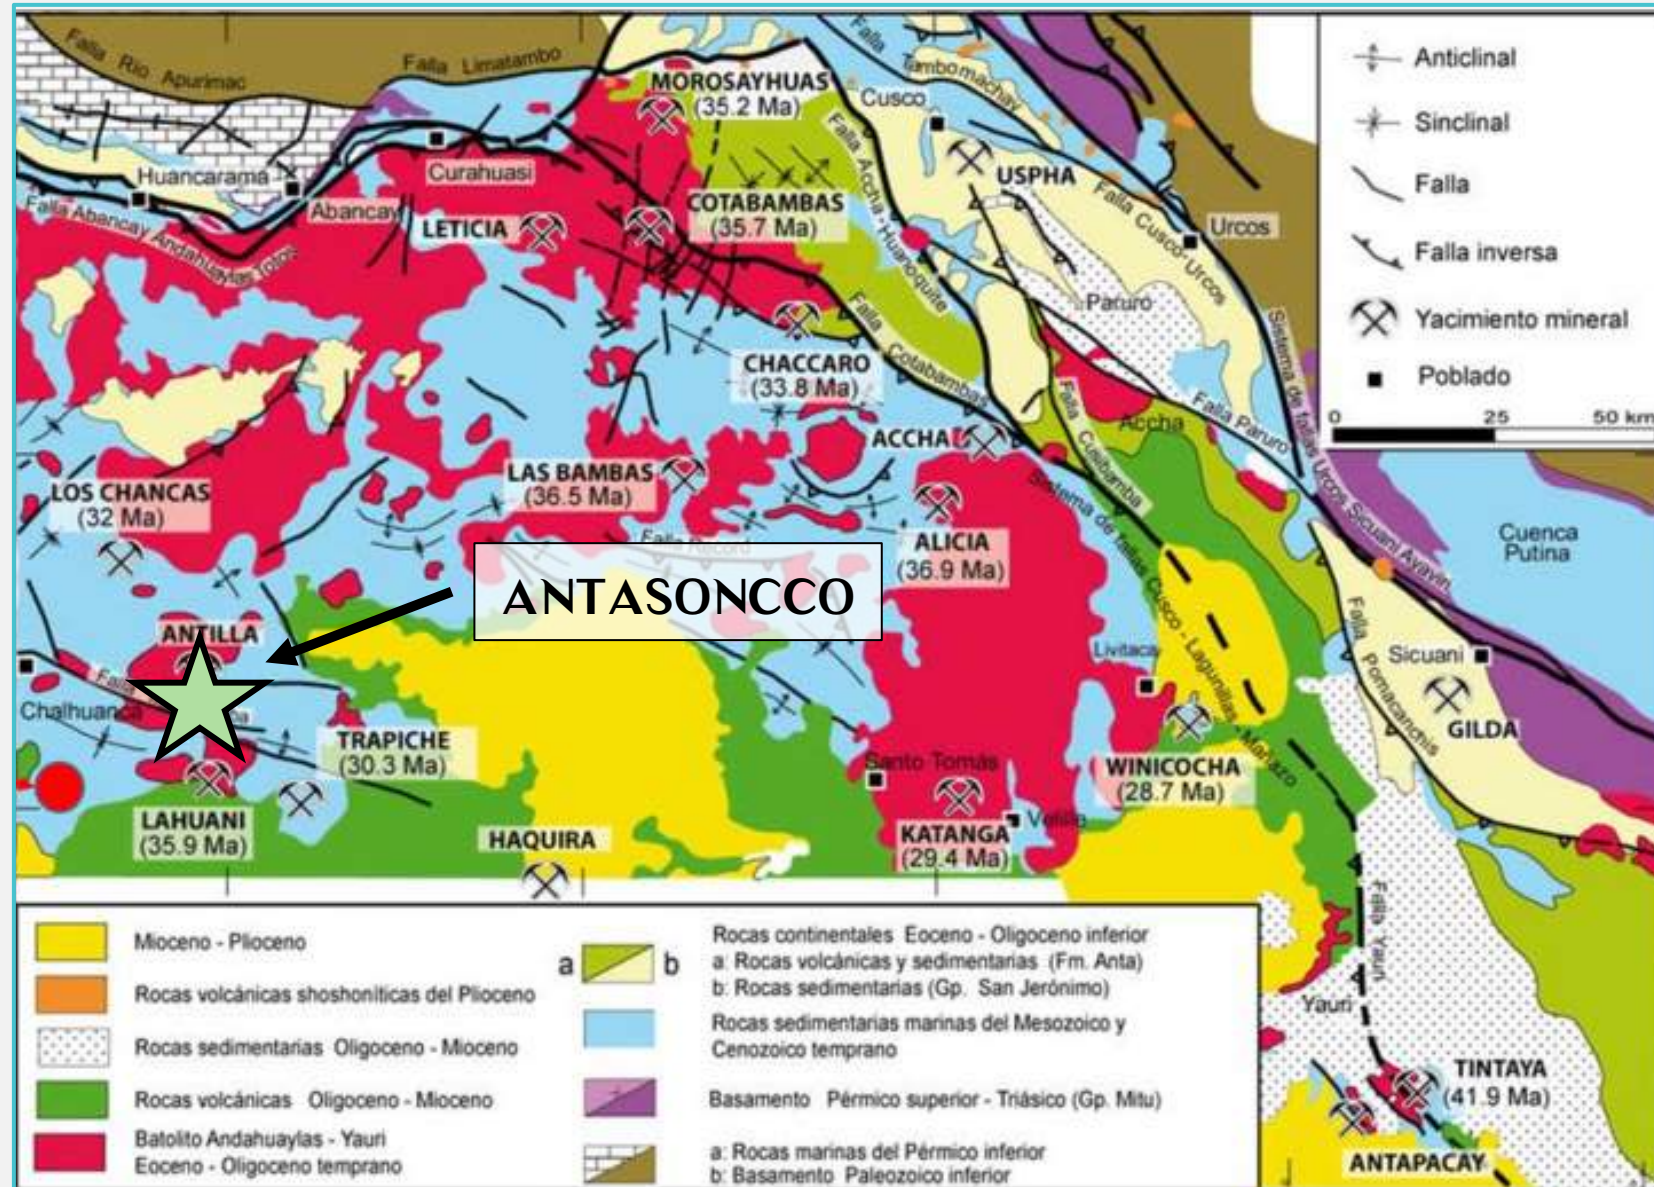 Falla Rio Apurimac
Falla Limatambo
MOROSAYHUAS
(35.2 Ma)
Cusco
Falla
Tambomachay
Anticlinal
Sinclinal
Falla
Falla inversa
Yacimiento mineral
Poblado
0 25 50 km
Huancarama
Curahuasi
Abancay
Falla Abancay Andahuaylas Totos
LETICIA
COTABAMBAS
(35.7 Ma)
Falla Accha - Huanoquite
USPHA
Falla Cusco-Urcos
Urcos
Paruro
CHACCARO
(33.8 Ma)
Falla Cotabambas
Sistema de fallas Urcos Sicuani Ayavin
Falla Paruro
Accha
Falla Cusibamba
ACCHA
LOS CHANCAS
(32 Ma)
LAS BAMBAS
(36.5 Ma)
Sistema de fallas Cusco - Lagunillas - Mañazo
Falla Record
ALICIA
(36.9 Ma)
Cuenca
Putina
ANTASONCCO
ANTILLA
Falla
Chalhuanca
Livitaca
Falla Pomacanchis
Sicuani
GILDA
TRAPICHE
(30.3 Ma)
Santo Tomás
WINICOCHA
(28.7 Ma)
LAHUANI
(35.9 Ma)
HAQUIRA
KATANGA
(29.4 Ma)
Velille
Falla Yauri
Yauri
TINTAYA
(41.9 Ma)
ANTAPACAY
Mioceno - Plioceno
Rocas volcánicas shoshoníticas del Plioceno
Rocas sedimentarias Oligoceno - Mioceno
Rocas volcánicas Oligoceno - Mioceno
Batolito Andahuaylas - Yauri
Eoceno - Oligoceno temprano
a b
Rocas continentales Eoceno - Oligoceno inferior
a: Rocas volcánicas y sedimentarias (Fm. Anta)
b: Rocas sedimentarias (Gp. San Jerónimo)
Rocas sedimentarias marinas del Mesozoico y
Cenozoico temprano
Basamento Pérmico superior - Triásico (Gp. Mitu)
a: Rocas marinas del Pérmico inferior
b: Basamento Paleozoico inferior